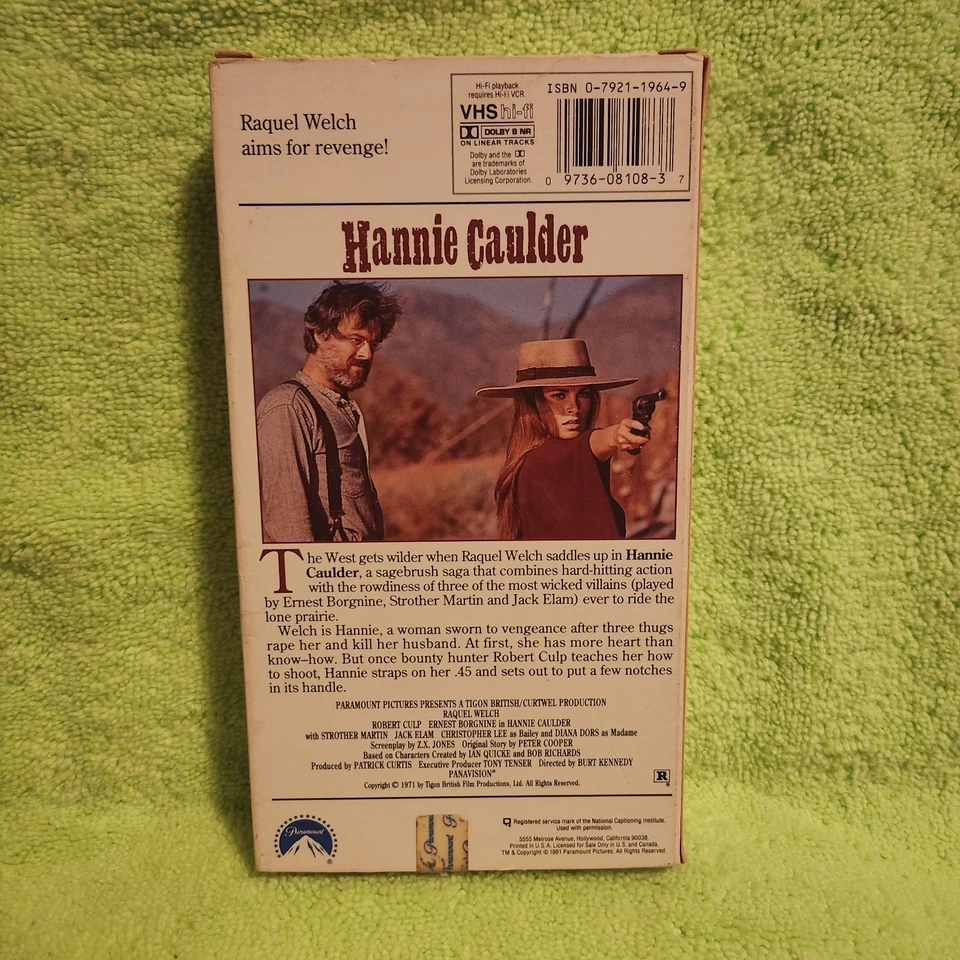 Raquel Welch
aims for revenge!
Hi-Fi playback
requires Hi-Fi VCR.
VHS hi-fi
DOLBY B NR
ON LINEAR TRACKS
Dolby and the
are trademarks of
Dolby Laboratories
Licensing Corporation.
ISBN 0-7921-1964-9
0 9736-08108-3 7
Hannie Caulder
The West gets wilder when Raquel Welch saddles up in Hannie
Caulder, a sagebrush saga that combines hard-hitting action
with the rowdiness of three of the most wicked villains (played
by Ernest Borgnine, Strother Martin and Jack Elam) ever to ride the
lone prairie.
Welch is Hannie, a woman sworn to vengeance after three thugs
rape her and kill her husband. At first, she has more heart than
know–how. But once bounty hunter Robert Culp teaches her how
to shoot, Hannie straps on her .45 and sets out to put a few notches
in its handle.
PARAMOUNT PICTURES PRESENTS A TIGON BRITISH/CURTWEL PRODUCTION
RAQUEL WELCH
ROBERT CULP ERNEST BORGNINE in HANNIE CAULDER
with STROTHER MARTIN JACK ELAM CHRISTOPHER LEE as Bailey and DIANA DORS as Madame
Screenplay by Z.X. JONES Original Story by PETER COOPER
Based on Characters Created by IAN QUICKE and BOB RICHARDS
Produced by PATRICK CURTIS Executive Producer TONY TENSER Directed by BURT KENNEDY
PANAVISION®
Copyright © 1971 by Tigon British Film Productions, Ltd. All Rights Reserved.
R
Paramount
®
Paramount
Registered service mark of the National Captioning Institute.
Used with permission.
5555 Melrose Avenue, Hollywood, California 90038.
Printed in U.S.A. Licensed for Sale Only in U.S. and Canada.
TM & Copyright © 1991 Paramount Pictures. All Rights Reserved.